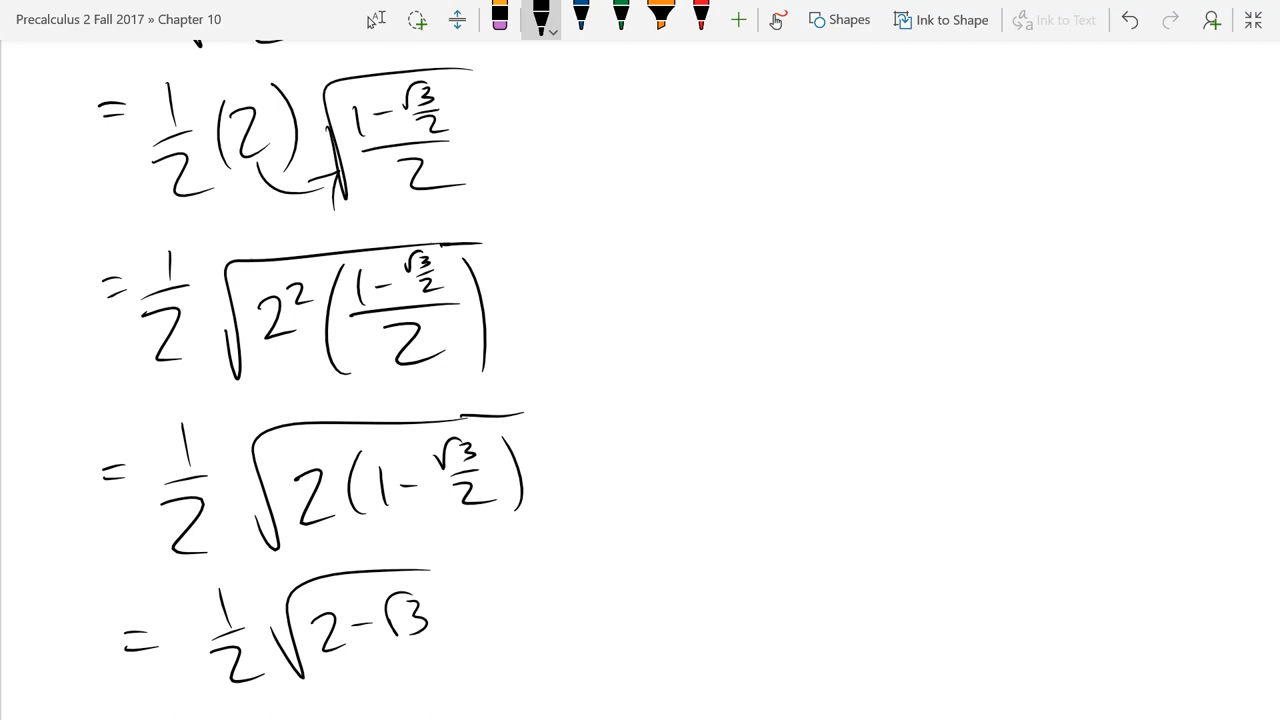 Precalculus 2 Fall 2017 » Chapter 10 Shapes Ink to Shape Ink to Text
= 1/2 (2) √((1-√3/2)/2)
= 1/2 √(2²((1-√3/2)/2))
= 1/2 √(2(1-√3/2))
= 1/2 √(2-√3)